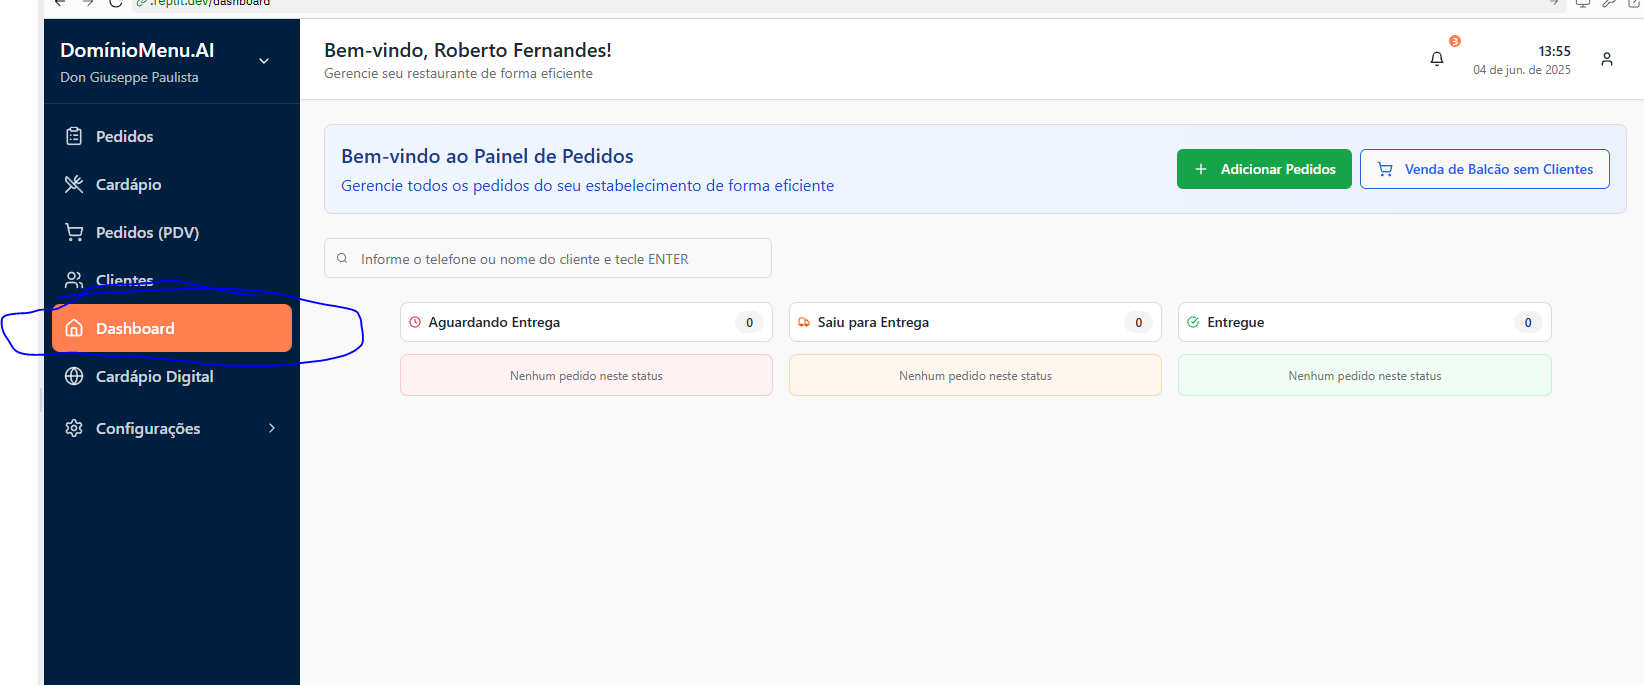 .replit.dev/dashboard
DomínioMenu.AI
Don Giuseppe Paulista
Pedidos
Cardápio
Pedidos (PDV)
Clientes
Dashboard
Cardápio Digital
Configurações
Bem-vindo, Roberto Fernandes!
Gerencie seu restaurante de forma eficiente
3
13:55
04 de jun. de 2025
Bem-vindo ao Painel de Pedidos
Gerencie todos os pedidos do seu estabelecimento de forma eficiente
Adicionar Pedidos
Venda de Balcão sem Clientes
Informe o telefone ou nome do cliente e tecle ENTER
Aguardando Entrega 0
Nenhum pedido neste status
Saiu para Entrega 0
Nenhum pedido neste status
Entregue 0
Nenhum pedido neste status